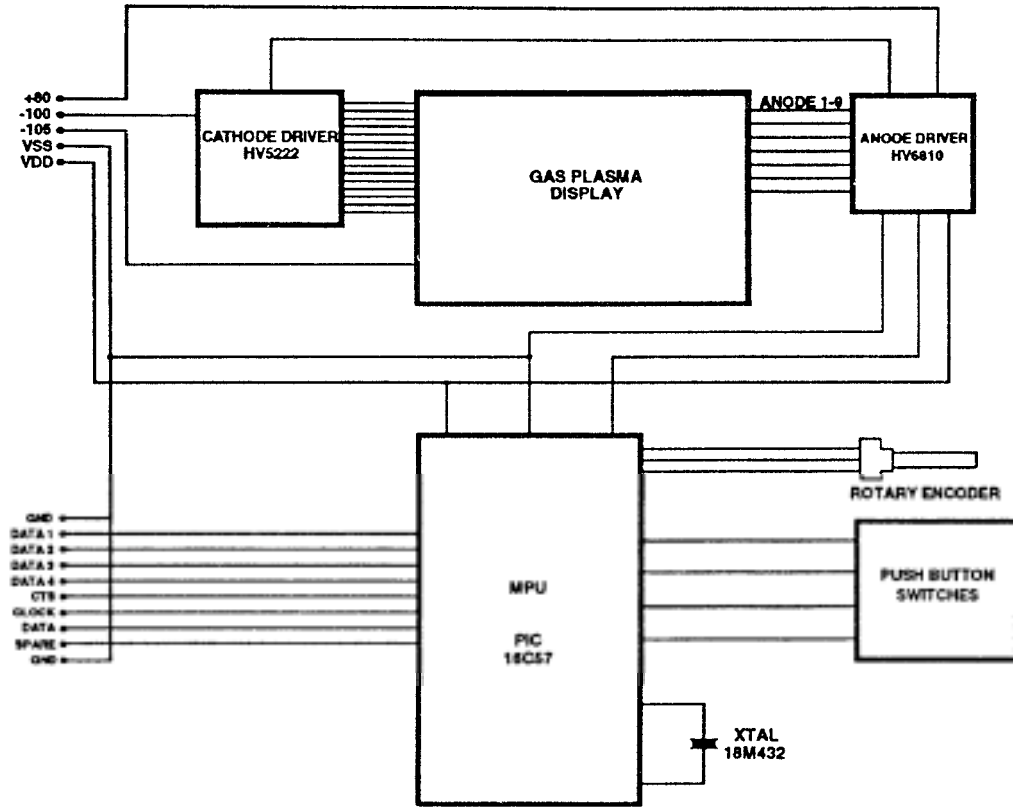 +80
-100
-105
VSS
VDD
CATHODE DRIVER
HV5222
GAS PLASMA
DISPLAY
ANODE 1-9
ANODE DRIVER
HV6810
ROTARY ENCODER
GND
DATA 1
DATA 2
DATA 3
DATA 4
CTS
CLOCK
DATA
SPARE
GND
MPU
PIC
16C57
PUSH BUTTON
SWITCHES
XTAL
18M432